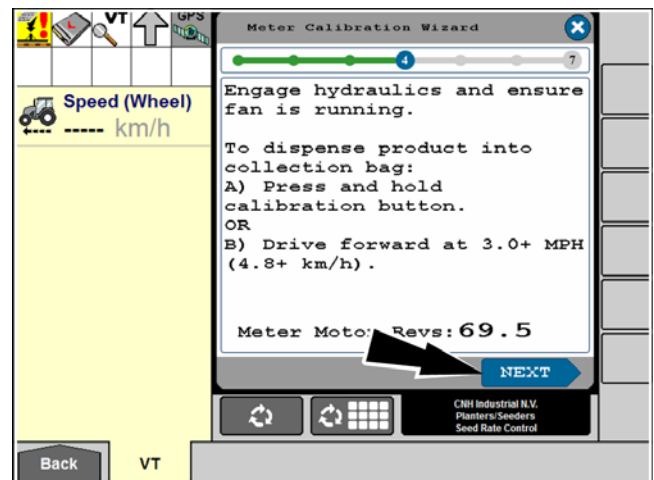 VT
GPS
Meter Calibration Wizard
4
7
Speed (Wheel)
----- km/h
Engage hydraulics and ensure
fan is running.
To dispense product into
collection bag:
A) Press and hold
calibration button.
OR
B) Drive forward at 3.0+ MPH
(4.8+ km/h).
Meter Motor Revs: 69.5
NEXT
CNH Industrial N.V.
Planters/Seeders
Seed Rate Control
Back
VT